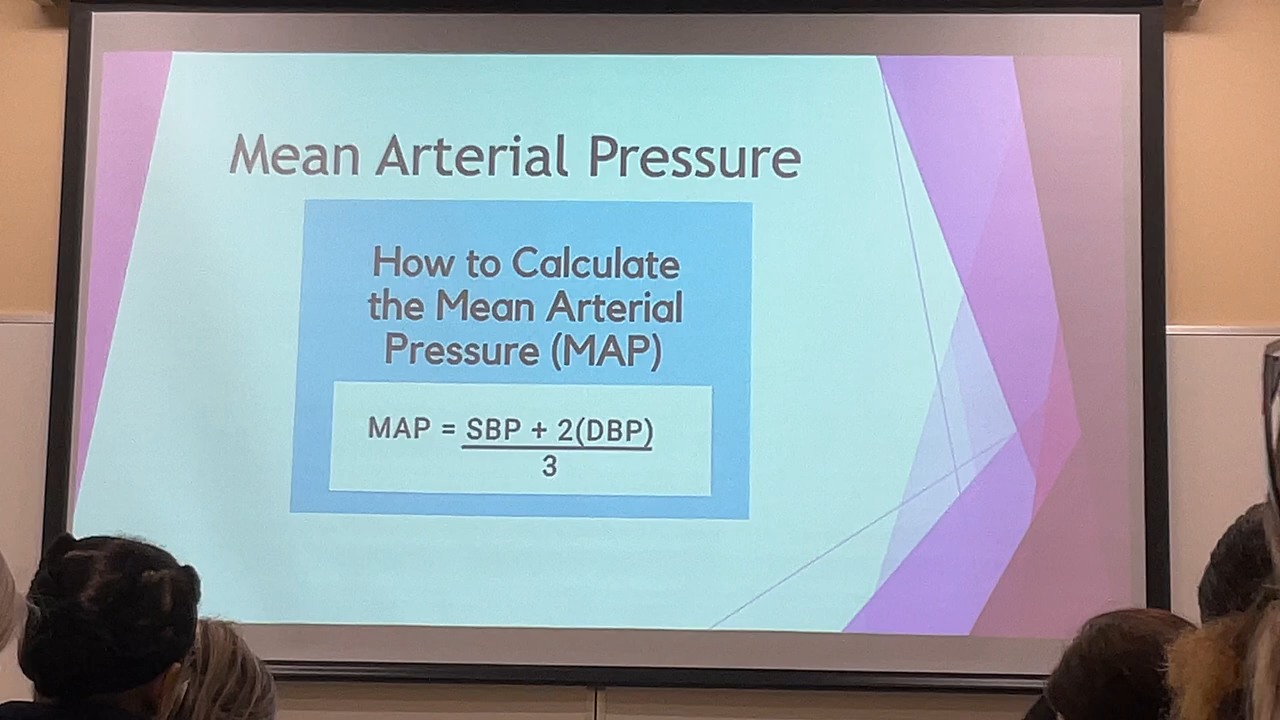 Mean Arterial Pressure
How to Calculate
the Mean Arterial
Pressure (MAP)
MAP = SBP + 2(DBP)
3